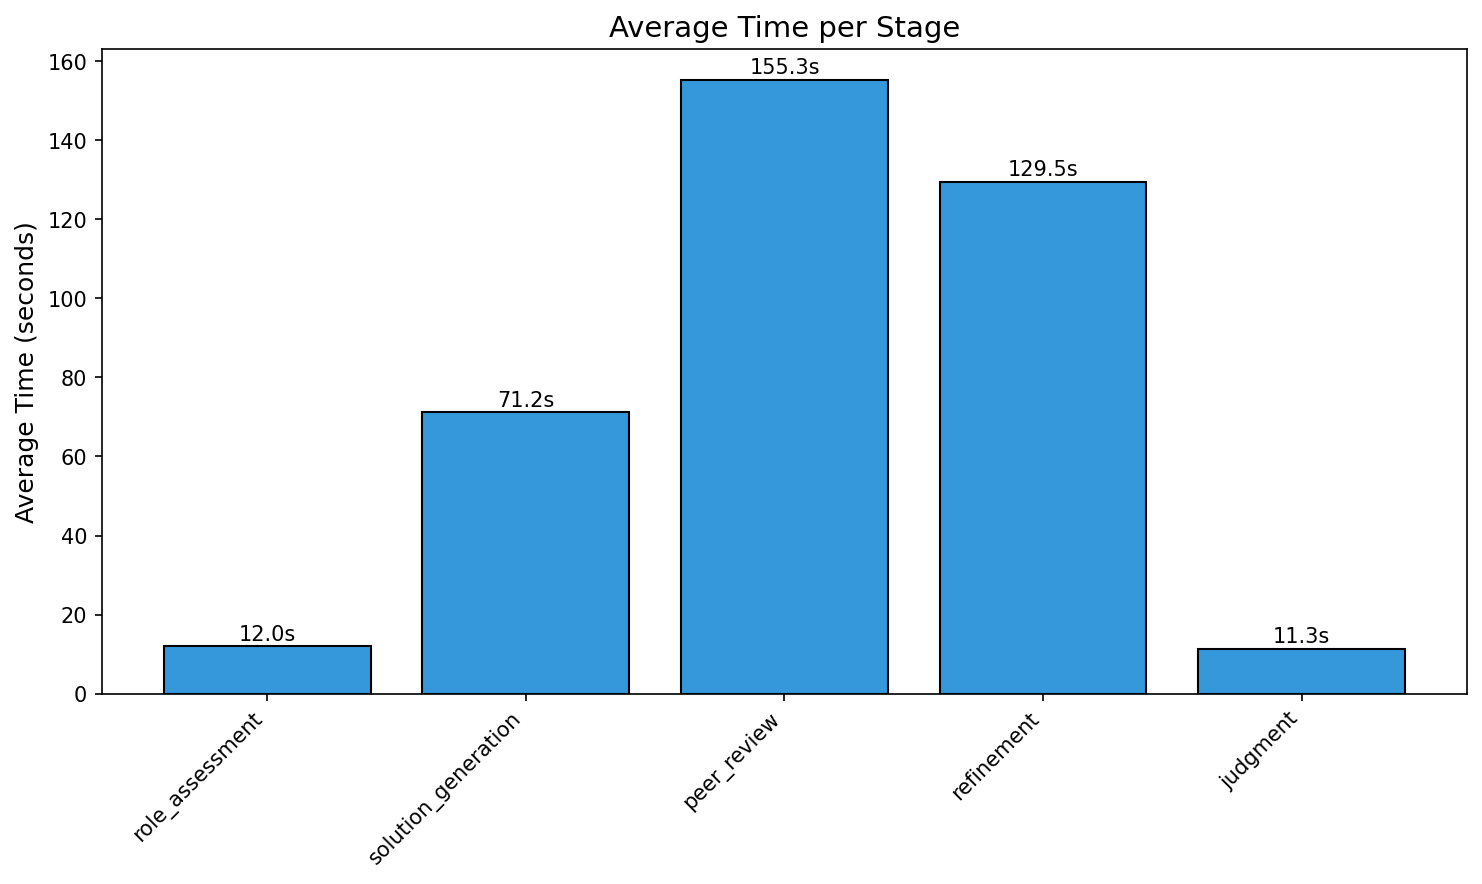 Average Time per Stage
Average Time (seconds)
160
140
120
100
80
60
40
20
0
12.0s
71.2s
155.3s
129.5s
11.3s
role_assessment
solution_generation
peer_review
refinement
judgment